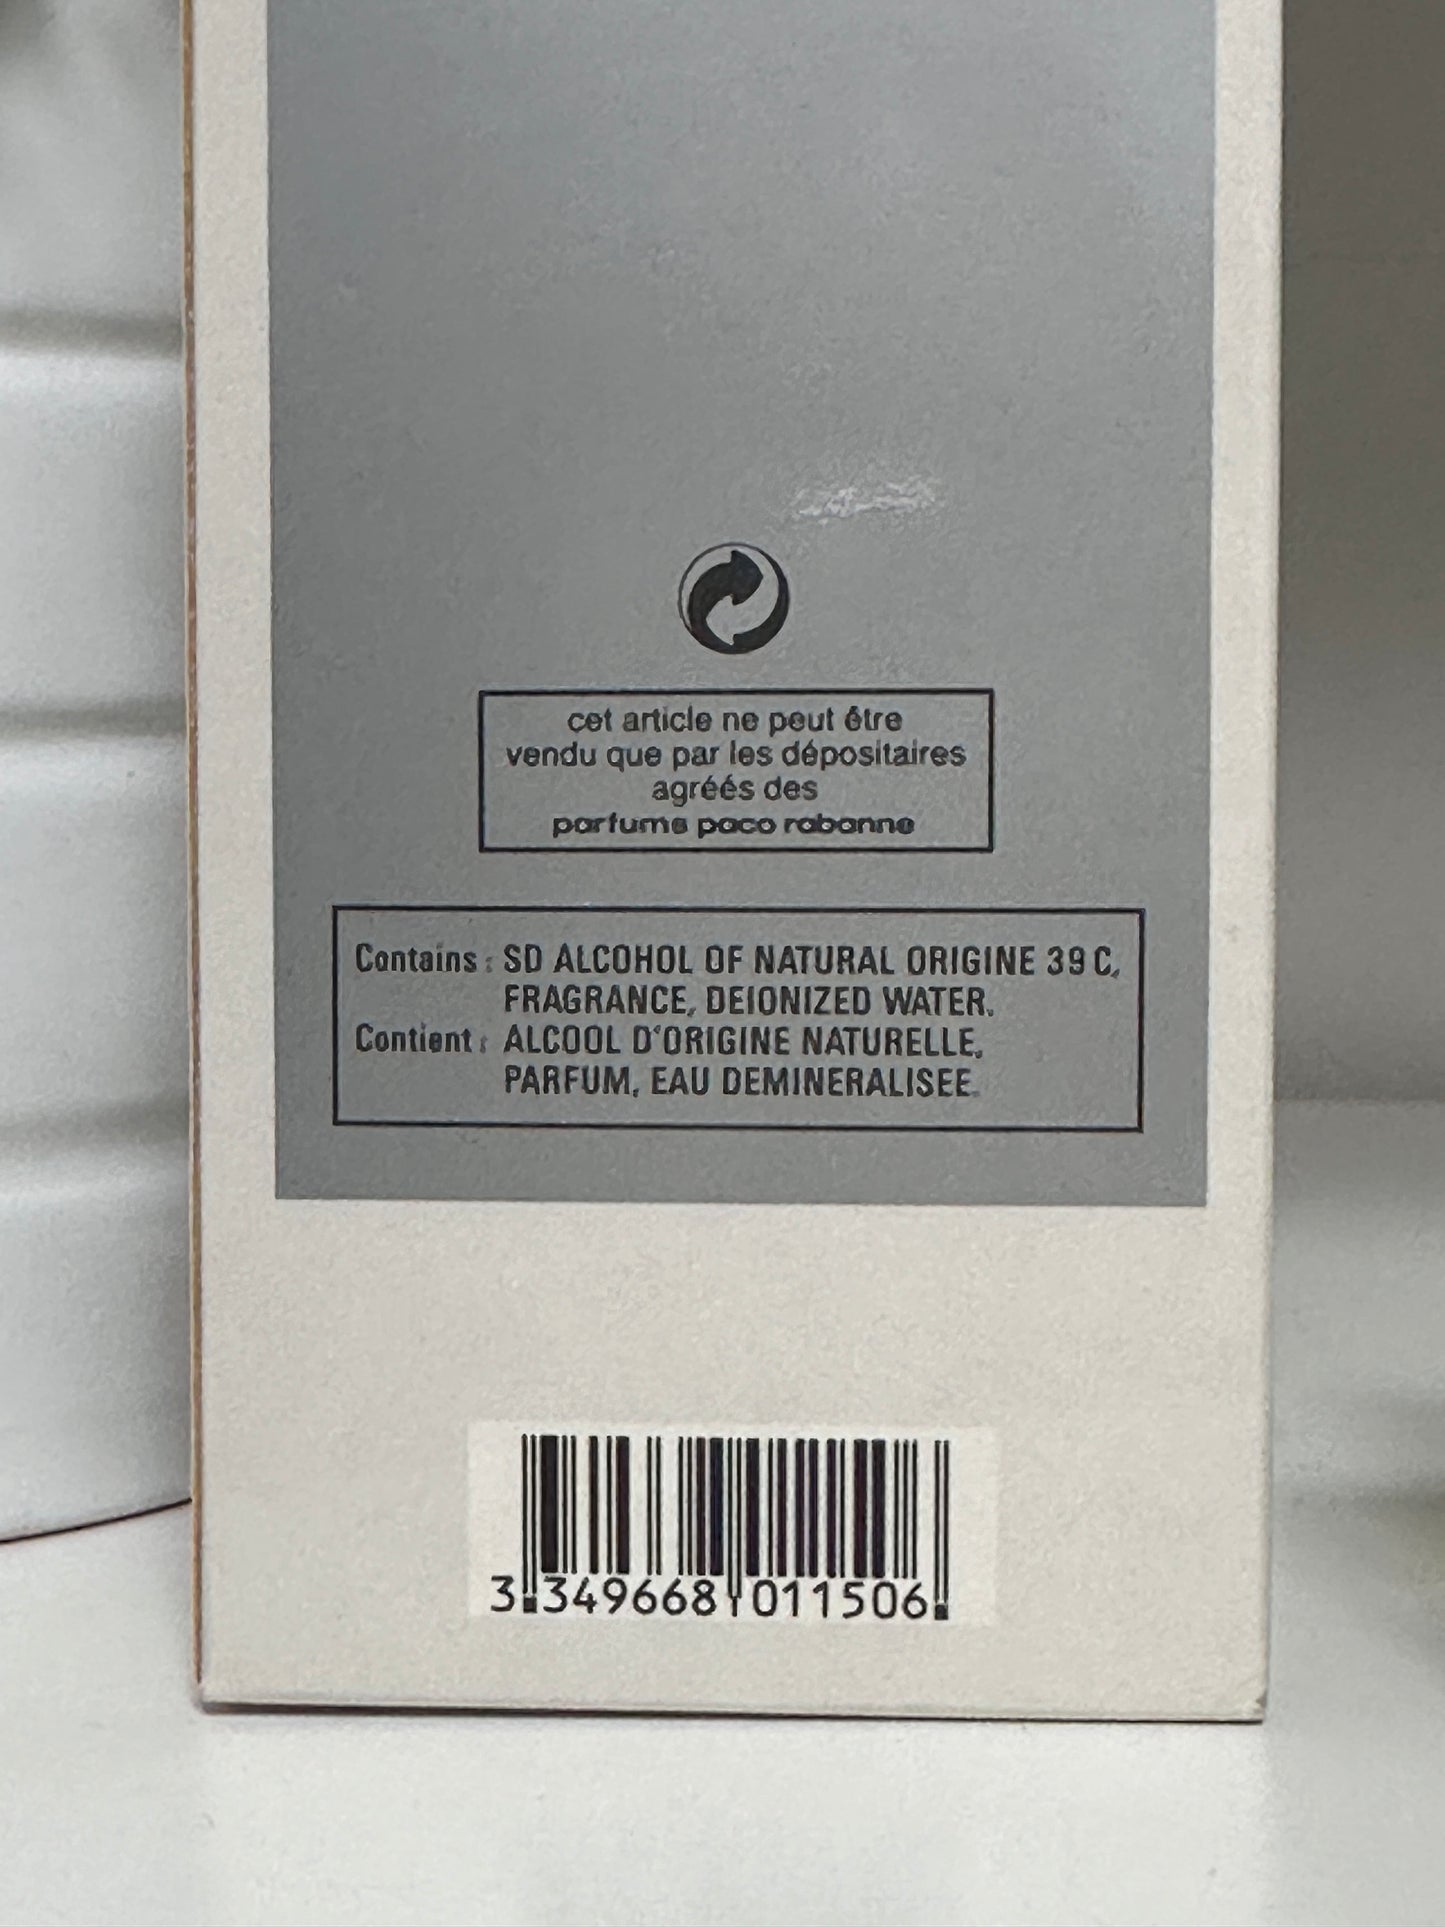 cet article ne peut être
vendu que par les dépositaires
agréés des
parfums paco rabanne
Contains : SD ALCOHOL OF NATURAL ORIGINE 39 C,
FRAGRANCE, DEIONIZED WATER.
Contient : ALCOOL D'ORIGINE NATURELLE,
PARFUM, EAU DEMINERALISEE.
3 349668 011506